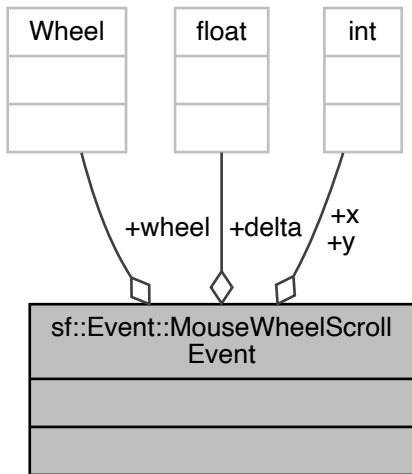 Wheel
float
int
+wheel
+delta
+x
+y
sf::Event::MouseWheelScroll
Event